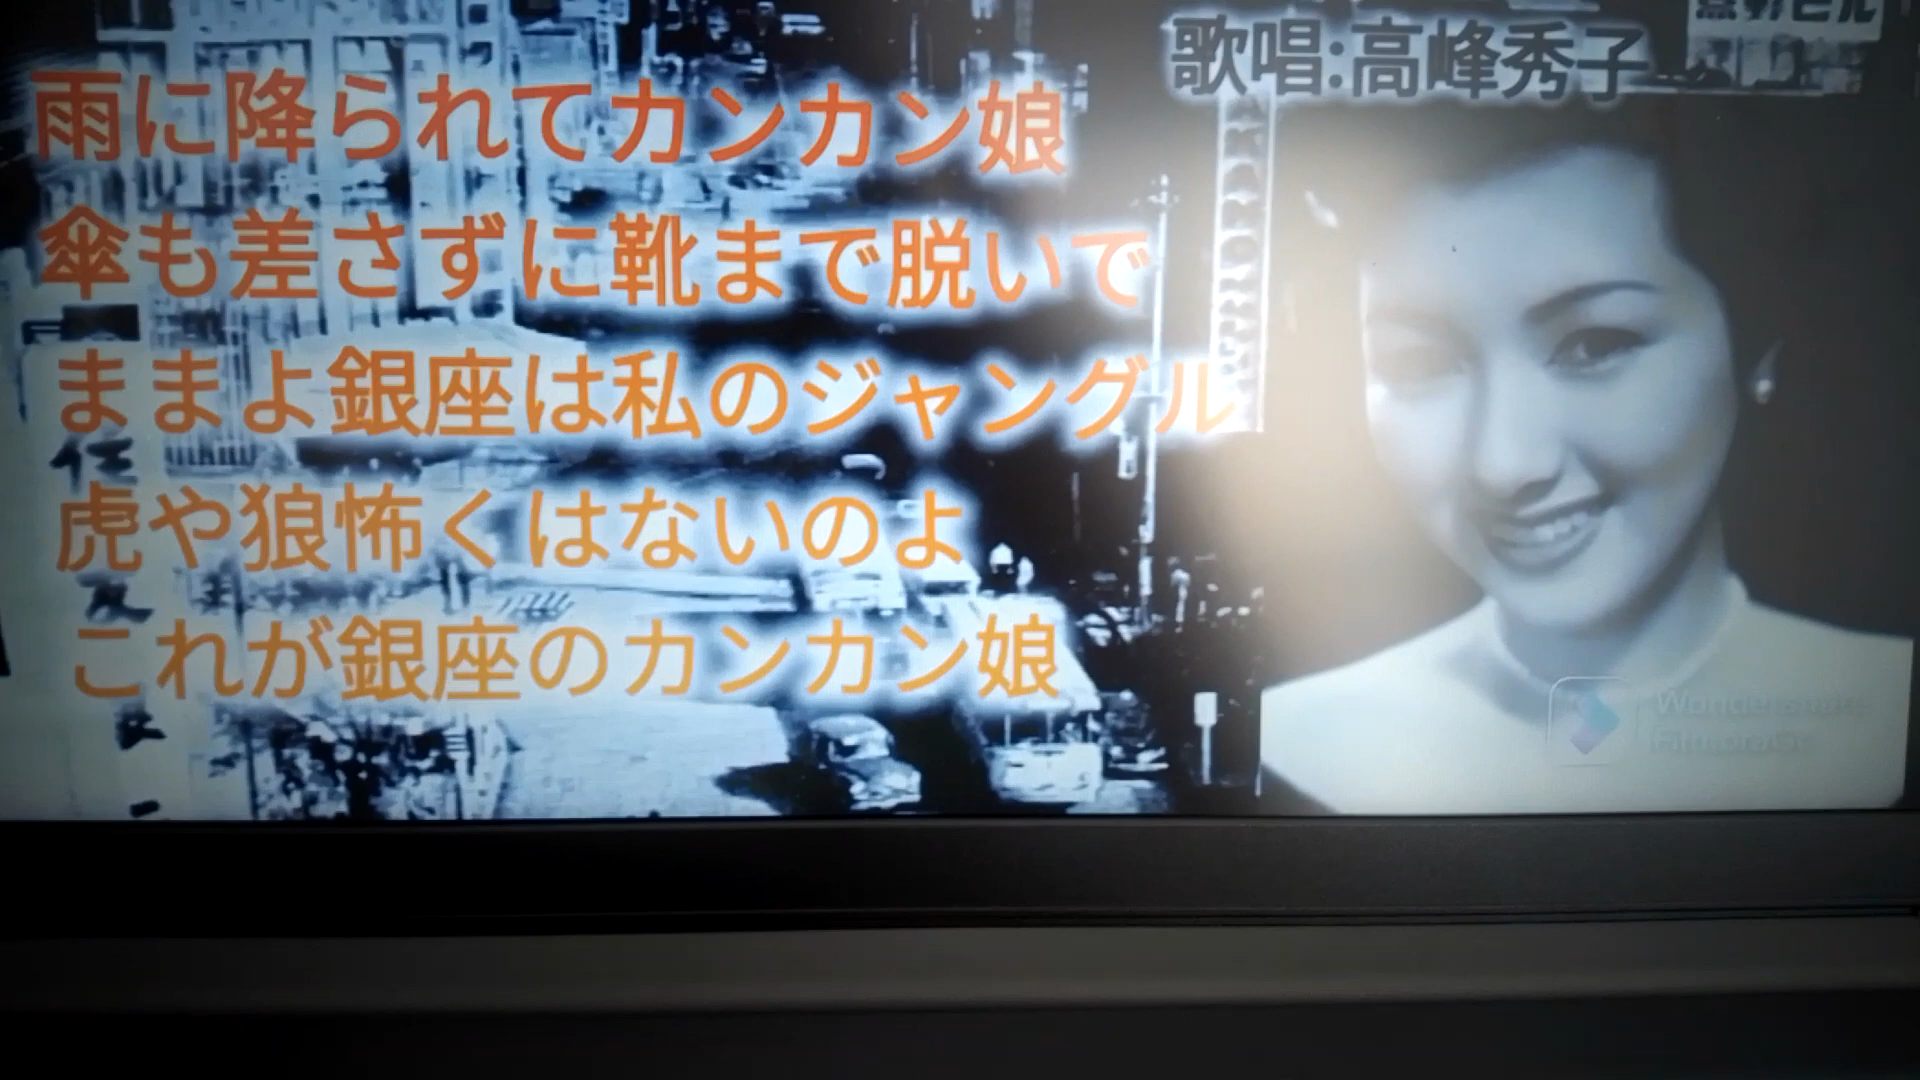 歌唱:高峰秀子
雨に降られてカンカン娘
傘も差さずに靴まで脱いで
ままよ銀座は私のジャングル
虎や狼怖くはないのよ
これが銀座のカンカン娘
Wondershare
Filmora